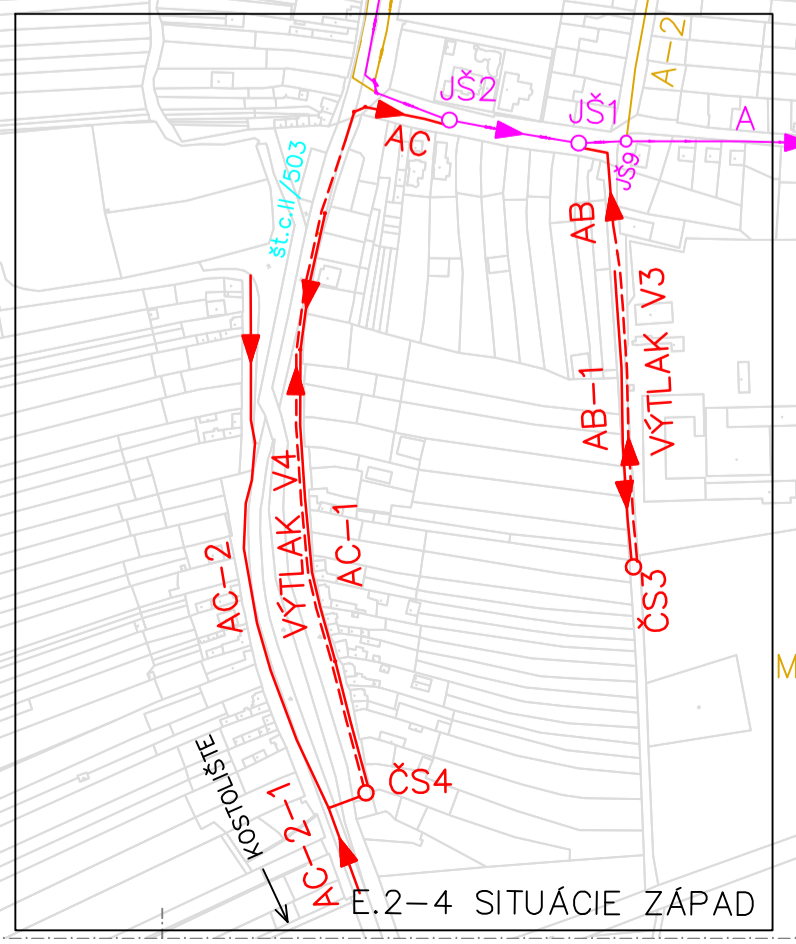 A-2
JŠ2
JŠ1
A
AC
JŠ9
št.c.II/503
AB
VÝTLAK V3
AB-1
VÝTLAK V4
AC-1
AC-2
ČS3
M
KOSTOLIŠTE
ČS4
AC-2-1
E.2-4 SITUÁCIE ZÁPAD